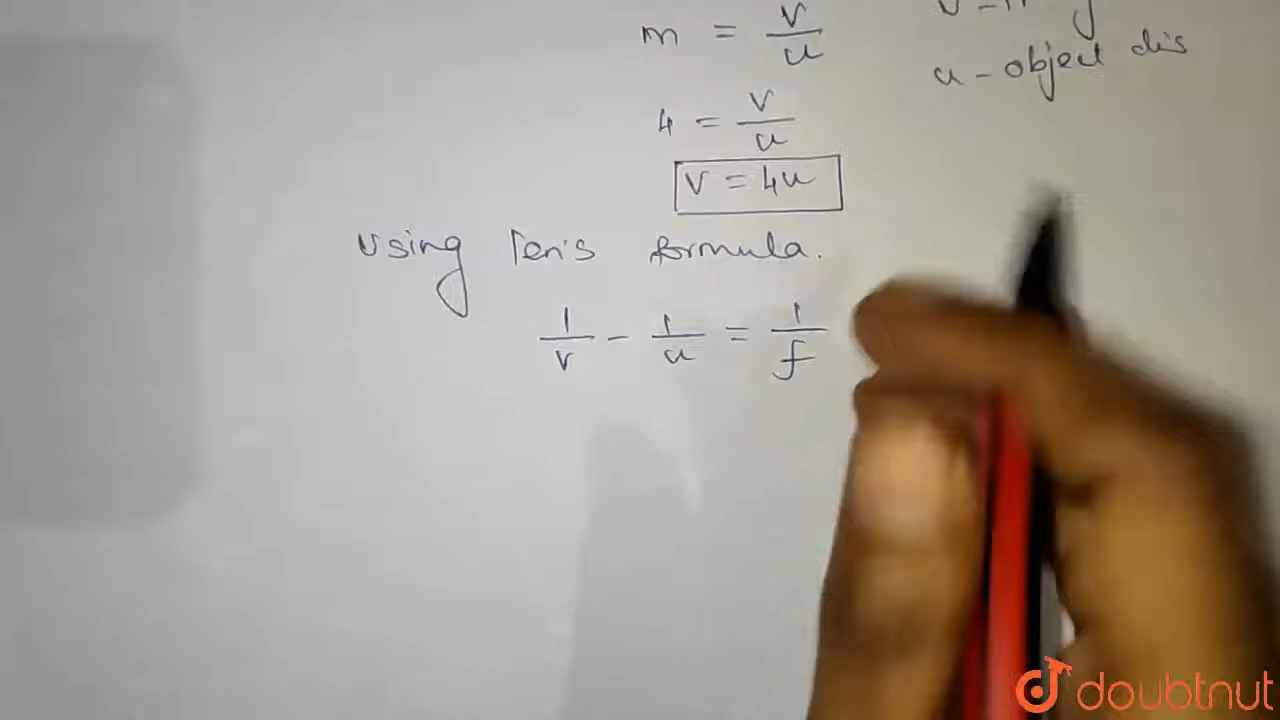 m = v/u
u - object dis
4 = v/u
v = 4u
Using len's formula.
1/v - 1/u = 1/f
doubtnut